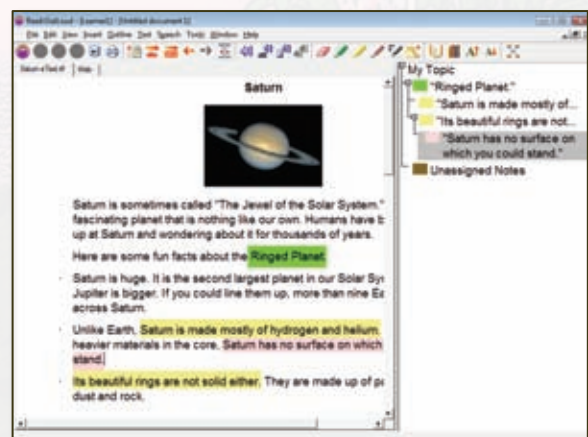 Read:OutLoud - [Learner1] - [Untitled document 1]
File Edit View Insert Outline Text Speech Tools Window Help
Map
Saturn
Saturn is sometimes called "The Jewel of the Solar System."
fascinating planet that is nothing like our own. Humans have
up at Saturn and wondering about it for thousands of years.
Here are some fun facts about the Ringed Planet.
· Saturn is huge. It is the second largest planet in our Solar
Jupiter is bigger. If you could line them up, more than nine
across Saturn.
· Unlike Earth, Saturn is made mostly of hydrogen and helium.
heavier materials in the core. Saturn has no surface on which
stand.
· Its beautiful rings are not solid either. They are made up of
dust and rock.
My Topic
"Ringed Planet."
"Saturn is made mostly of...
"Its beautiful rings are not...
"Saturn has no surface on
which you could stand."
Unassigned Notes